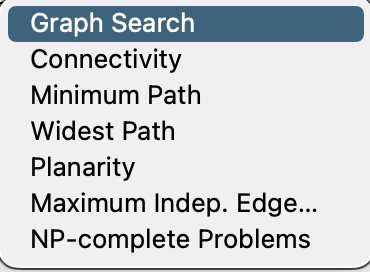 Graph Search
Connectivity
Minimum Path
Widest Path
Planarity
Maximum Indep. Edge...
NP-complete Problems